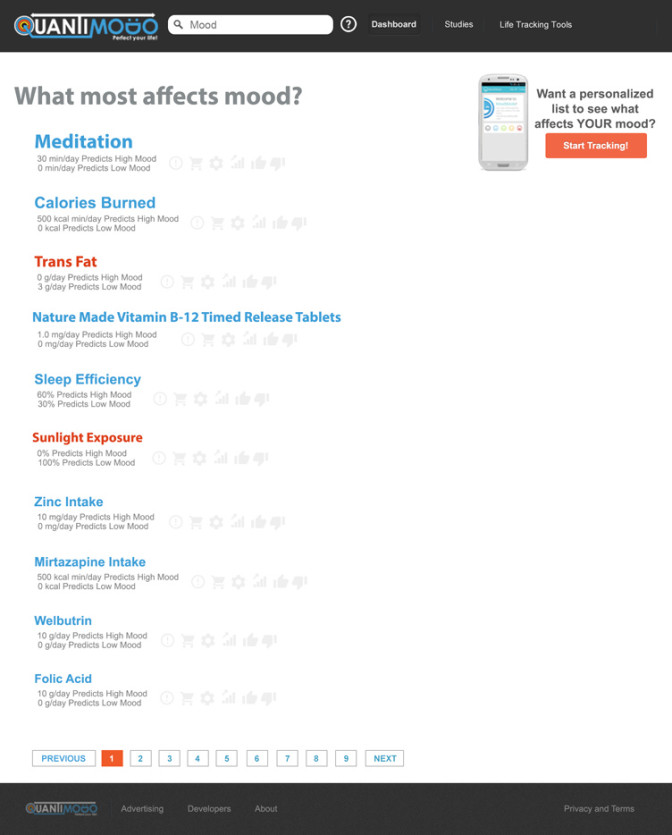 QUANTIMODO
Perfect your life!
Mood
?
Dashboard
Studies
Life Tracking Tools
What most affects mood?
Want a personalized
list to see what
affects YOUR mood?
Start Tracking!
Meditation
30 min/day Predicts High Mood
0 min/day Predicts Low Mood
Calories Burned
500 kcal min/day Predicts High Mood
0 kcal Predicts Low Mood
Trans Fat
0 g/day Predicts High Mood
3 g/day Predicts Low Mood
Nature Made Vitamin B-12 Timed Release Tablets
1.0 mg/day Predicts High Mood
0 mg/day Predicts Low Mood
Sleep Efficiency
60% Predicts High Mood
30% Predicts Low Mood
Sunlight Exposure
0% Predicts High Mood
100% Predicts Low Mood
Zinc Intake
10 mg/day Predicts High Mood
0 mg/day Predicts Low Mood
Mirtazapine Intake
500 kcal min/day Predicts High Mood
0 kcal Predicts Low Mood
Welbutrin
10 g/day Predicts High Mood
0 g/day Predicts Low Mood
Folic Acid
10 g/day Predicts High Mood
0 g/day Predicts Low Mood
PREVIOUS 1 2 3 4 5 6 7 8 9 NEXT
QUANTIMODO
Perfect your life!
Advertising
Developers
About
Privacy and Terms